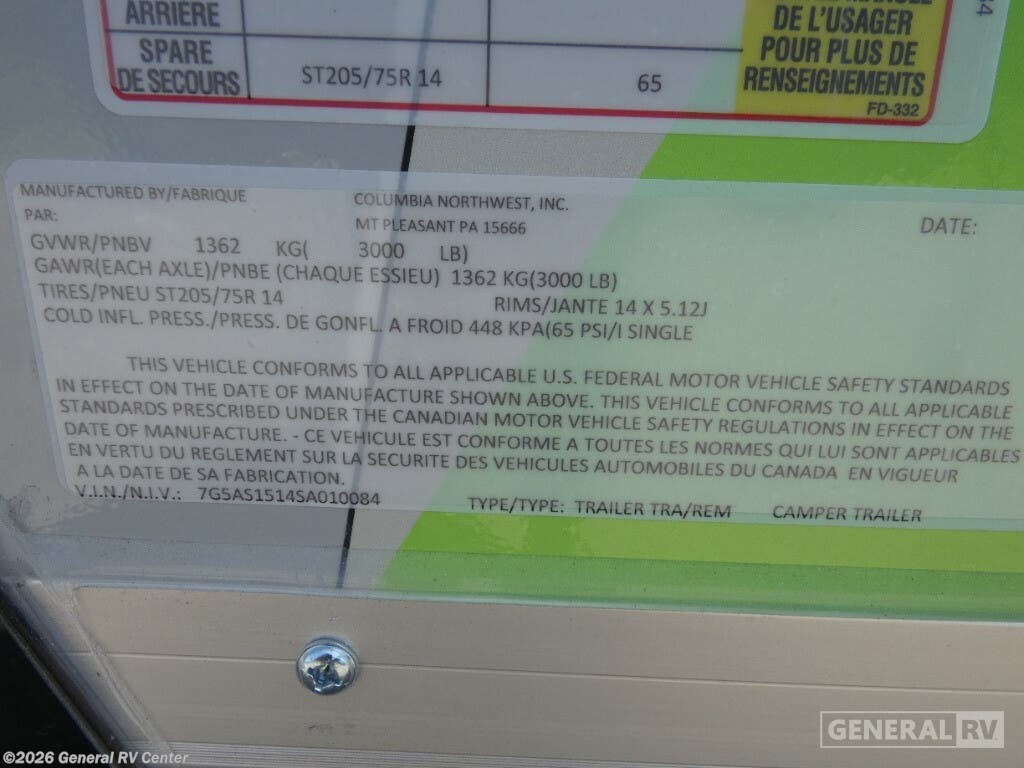 ARRIÈRE
DE L'USAGER
POUR PLUS DE
RENSEIGNEMENTS
SPARE
DE SECOURS
ST205/75R 14
65
FD-332
MANUFACTURED BY/FABRIQUE
PAR:
COLUMBIA NORTHWEST, INC.
MT PLEASANT PA 15666
DATE:
GVWR/PNBV 1362 KG( 3000 LB)
GAWR(EACH AXLE)/PNBE (CHAQUE ESSIEU) 1362 KG(3000 LB)
TIRES/PNEU ST205/75R 14 RIMS/JANTE 14 X 5.12J
COLD INFL. PRESS./PRESS. DE GONFL. A FROID 448 KPA(65 PSI/I SINGLE
THIS VEHICLE CONFORMS TO ALL APPLICABLE U.S. FEDERAL MOTOR VEHICLE SAFETY STANDARDS
IN EFFECT ON THE DATE OF MANUFACTURE SHOWN ABOVE. THIS VEHICLE CONFORMS TO ALL APPLICABLE
STANDARDS PRESCRIBED UNDER THE CANADIAN MOTOR VEHICLE SAFETY REGULATIONS IN EFFECT ON THE
DATE OF MANUFACTURE. - CE VEHICULE EST CONFORME A TOUTES LES NORMES QUI LUI SONT APPLICABLES
EN VERTU DU REGLEMENT SUR LA SECURITE DES VEHICULES AUTOMOBILES DU CANADA EN VIGUEUR
A LA DATE DE SA FABRICATION.
V.I.N./N.I.V.: 7G5AS1514SA010084 TYPE/TYPE: TRAILER TRA/REM CAMPER TRAILER
GENERAL RV
©2026 General RV Center